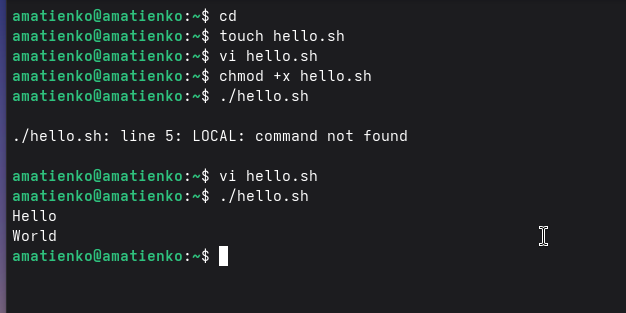 amatienko@amatienko:~$ cd
amatienko@amatienko:~$ touch hello.sh
amatienko@amatienko:~$ vi hello.sh
amatienko@amatienko:~$ chmod +x hello.sh
amatienko@amatienko:~$ ./hello.sh
./hello.sh: line 5: LOCAL: command not found
amatienko@amatienko:~$ vi hello.sh
amatienko@amatienko:~$ ./hello.sh
Hello
World
amatienko@amatienko:~$